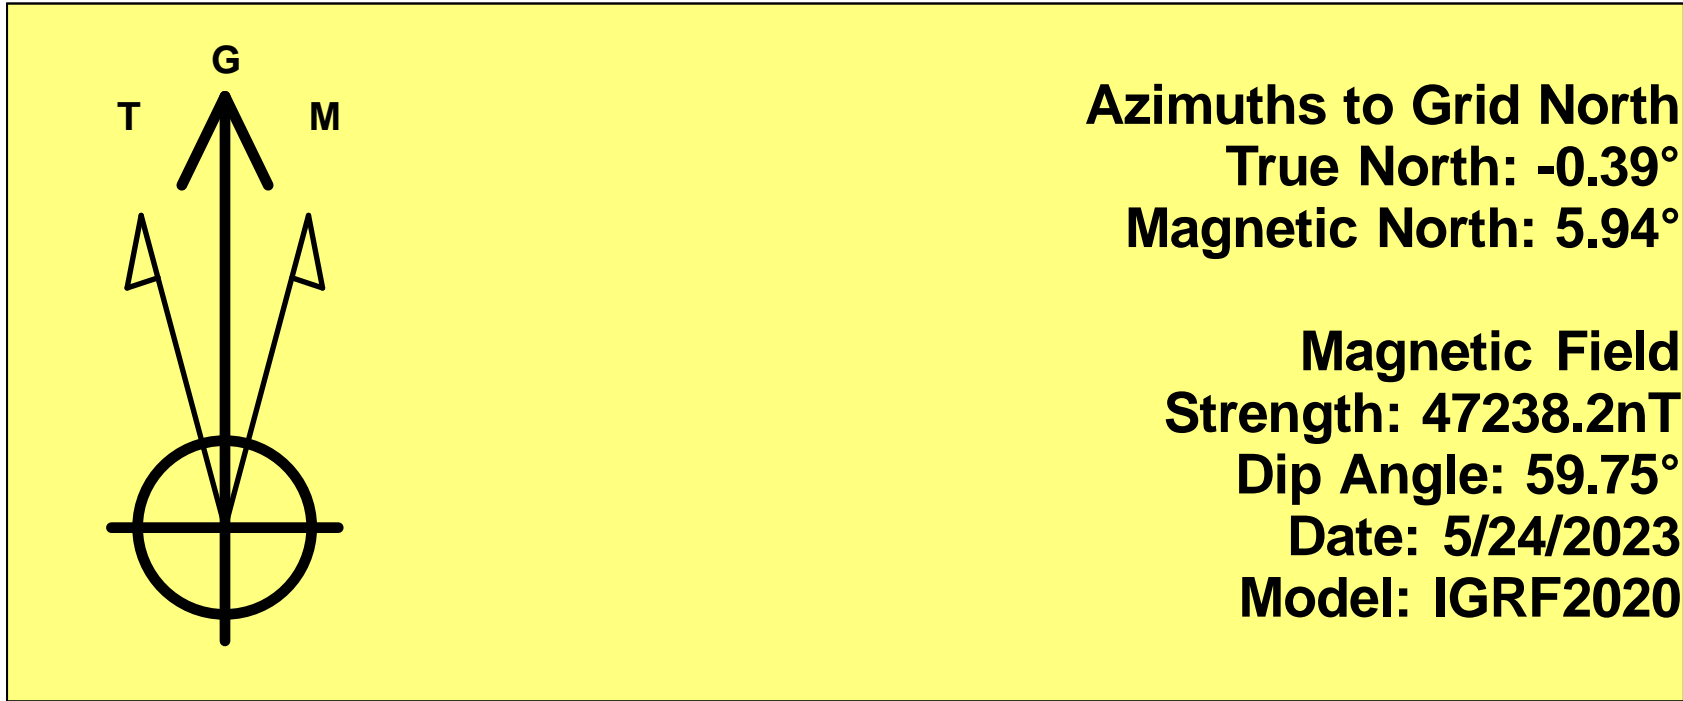 G
T M
Azimuths to Grid North
True North: -0.39°
Magnetic North: 5.94°
Magnetic Field
Strength: 47238.2nT
Dip Angle: 59.75°
Date: 5/24/2023
Model: IGRF2020